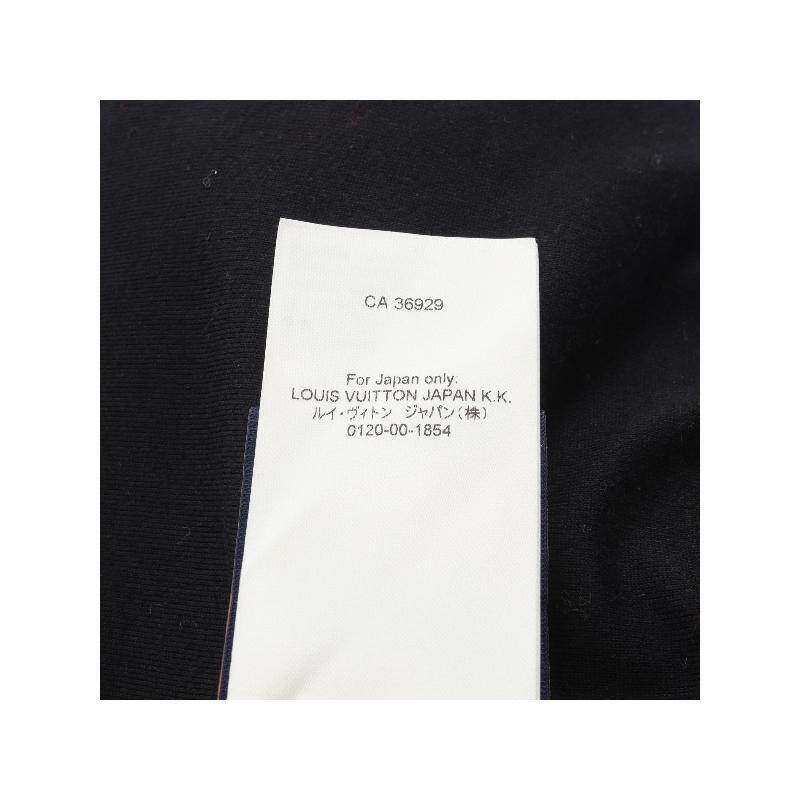 CA 36929
For Japan only:
LOUIS VUITTON JAPAN K.K.
ルイ・ヴィトン　ジャパン(株)
0120-00-1854